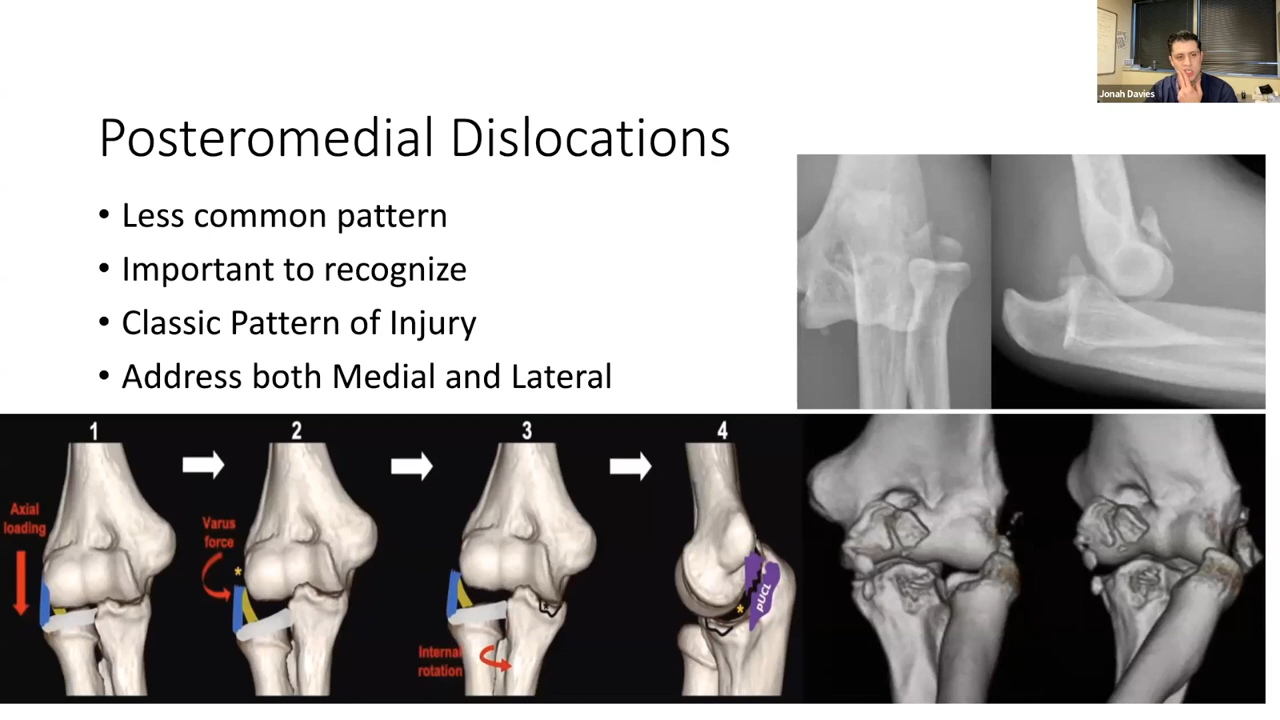 Jonah Davies
Posteromedial Dislocations
• Less common pattern
• Important to recognize
• Classic Pattern of Injury
• Address both Medial and Lateral
1
2
3
4
Axial
loading
Varus
force
*
Internal
rotation
*
pUCL